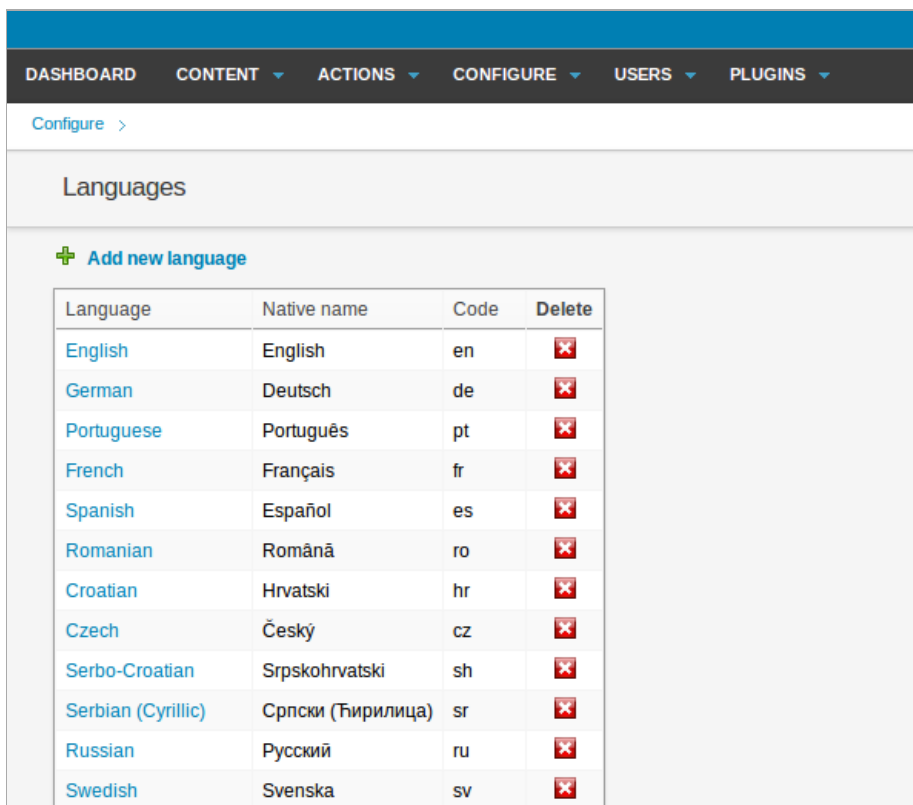 DASHBOARD CONTENT ACTIONS CONFIGURE USERS PLUGINS
Configure >
Languages
Add new language
Language Native name Code Delete
English English en
German Deutsch de
Portuguese Português pt
French Français fr
Spanish Español es
Romanian Română ro
Croatian Hrvatski hr
Czech Český cz
Serbo-Croatian Srpskohrvatski sh
Serbian (Cyrillic) Српски (Ћирилица) sr
Russian Русский ru
Swedish Svenska sv